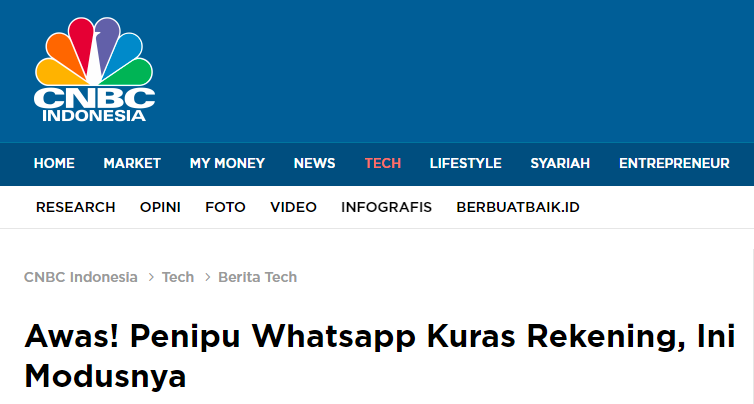 CNBC
INDONESIA
HOME MARKET MY MONEY NEWS TECH LIFESTYLE SYARIAH ENTREPRENEUR
RESEARCH OPINI FOTO VIDEO INFOGRAFIS BERBUATBAIK.ID
CNBC Indonesia > Tech > Berita Tech
Awas! Penipu Whatsapp Kuras Rekening, Ini
Modusnya